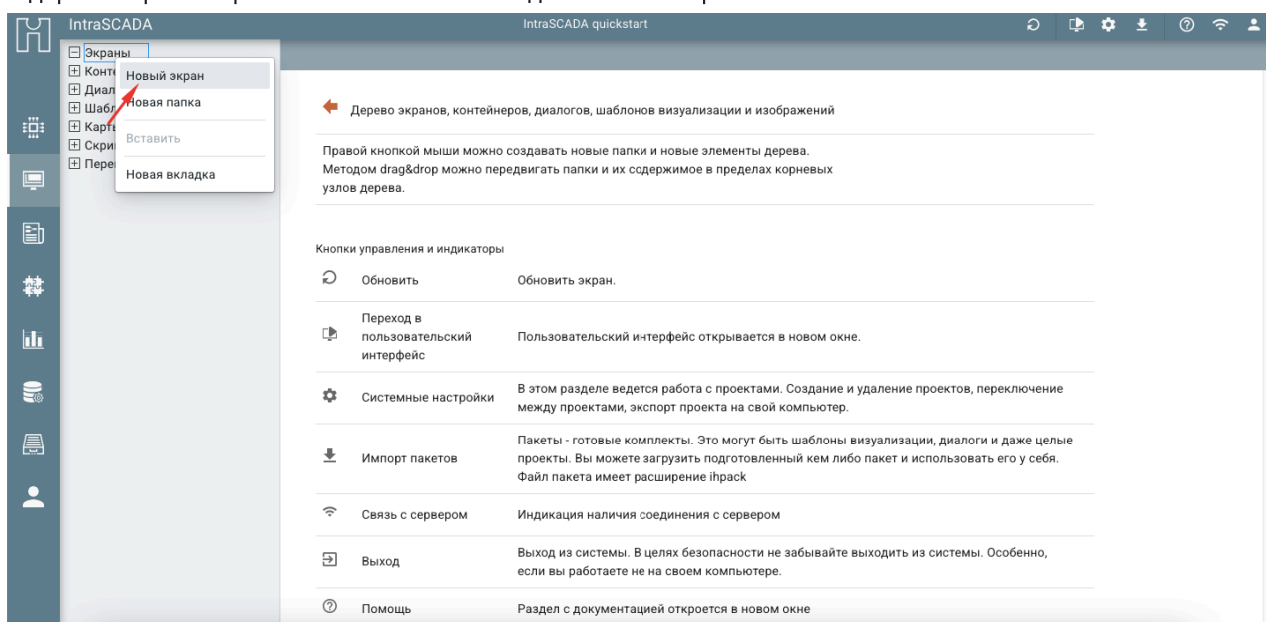 IntraSCADA
IntraSCADA quickstart
Экраны
Конте
Диал
Шабл
Карты
Скри
Пере
Новый экран
Новая папка
Вставить
Новая вкладка
Дерево экранов, контейнеров, диалогов, шаблонов визуализации и изображений
Правой кнопкой мыши можно создавать новые папки и новые элементы дерева.
Методом drag&drop можно передвигать папки и их содержимое в пределах корневых
узлов дерева.
Кнопки управления и индикаторы
Обновить
Обновить экран.
Переход в
пользовательский
интерфейс
Пользовательский интерфейс открывается в новом окне.
Системные настройки
В этом разделе ведется работа с проектами. Создание и удаление проектов, переключение
между проектами, экспорт проекта на свой компьютер.
Импорт пакетов
Пакеты - готовые комплекты. Это могут быть шаблоны визуализации, диалоги и даже целые
проекты. Вы можете загрузить подготовленный кем либо пакет и использовать его у себя.
Файл пакета имеет расширение ihpack
Связь с сервером
Индикация наличия соединения с сервером
Выход
Выход из системы. В целях безопасности не забывайте выходить из системы. Особенно,
если вы работаете не на своем компьютере.
Помощь
Раздел с документацией откроется в новом окне